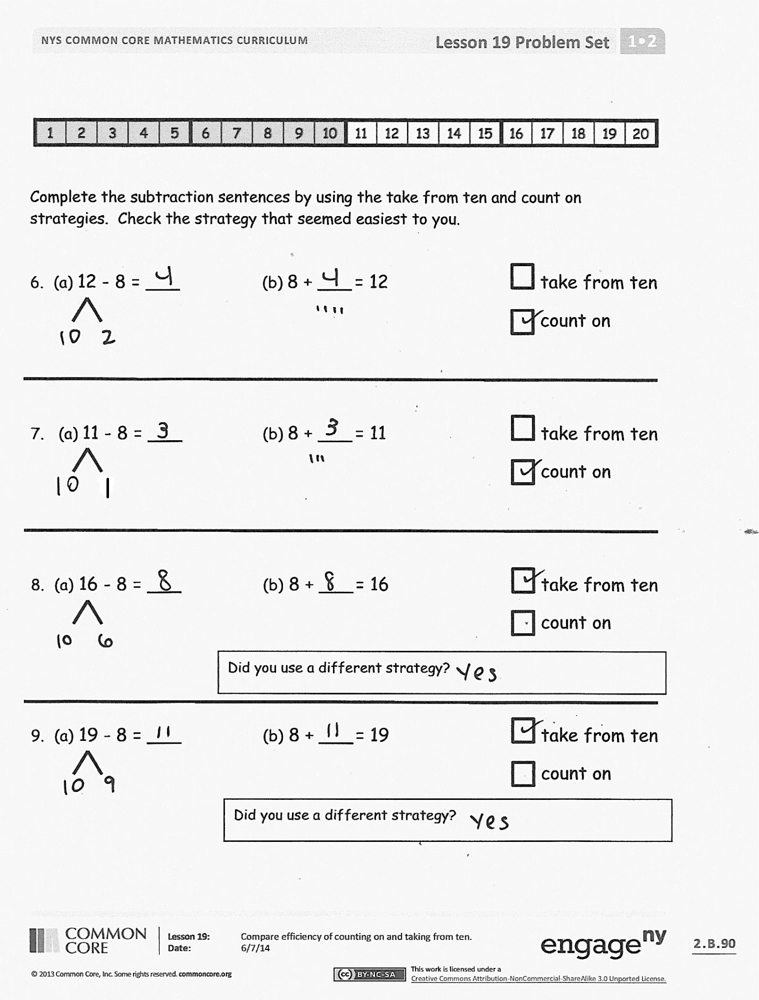 NYS COMMON CORE MATHEMATICS CURRICULUM Lesson 19 Problem Set 1•2
1 2 3 4 5 6 7 8 9 10 11 12 13 14 15 16 17 18 19 20
Complete the subtraction sentences by using the take from ten and count on
strategies. Check the strategy that seemed easiest to you.
6. (a) 12 - 8 = 4 (b) 8 + 4 = 12 take from ten
count on
10 2
7. (a) 11 - 8 = 3 (b) 8 + 3 = 11 take from ten
count on
10 1
8. (a) 16 - 8 = 8 (b) 8 + 8 = 16 take from ten
count on
10 6
Did you use a different strategy? yes
9. (a) 19 - 8 = 11 (b) 8 + 11 = 19 take from ten
count on
10 9
Did you use a different strategy? yes
COMMON
CORE
Lesson 19: Compare efficiency of counting on and taking from ten.
Date: 6/7/14
engage ny
2.B.90
© 2013 Common Core, Inc. Some rights reserved. commoncore.org
cc BY-NC-SA
This work is licensed under a
Creative Commons Attribution-NonCommercial-ShareAlike 3.0 Unported License.